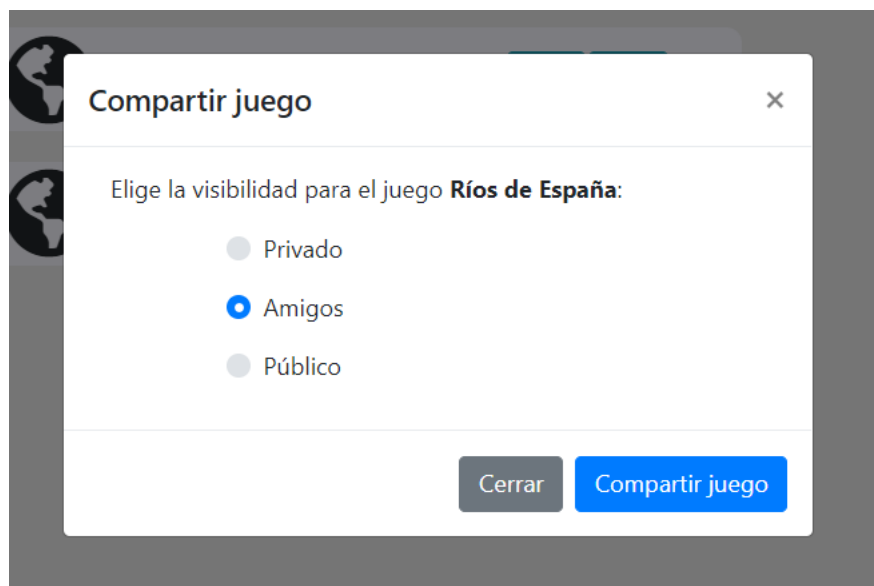 Compartir juego ×
Elige la visibilidad para el juego Ríos de España:
Privado
Amigos
Público
Cerrar Compartir juego